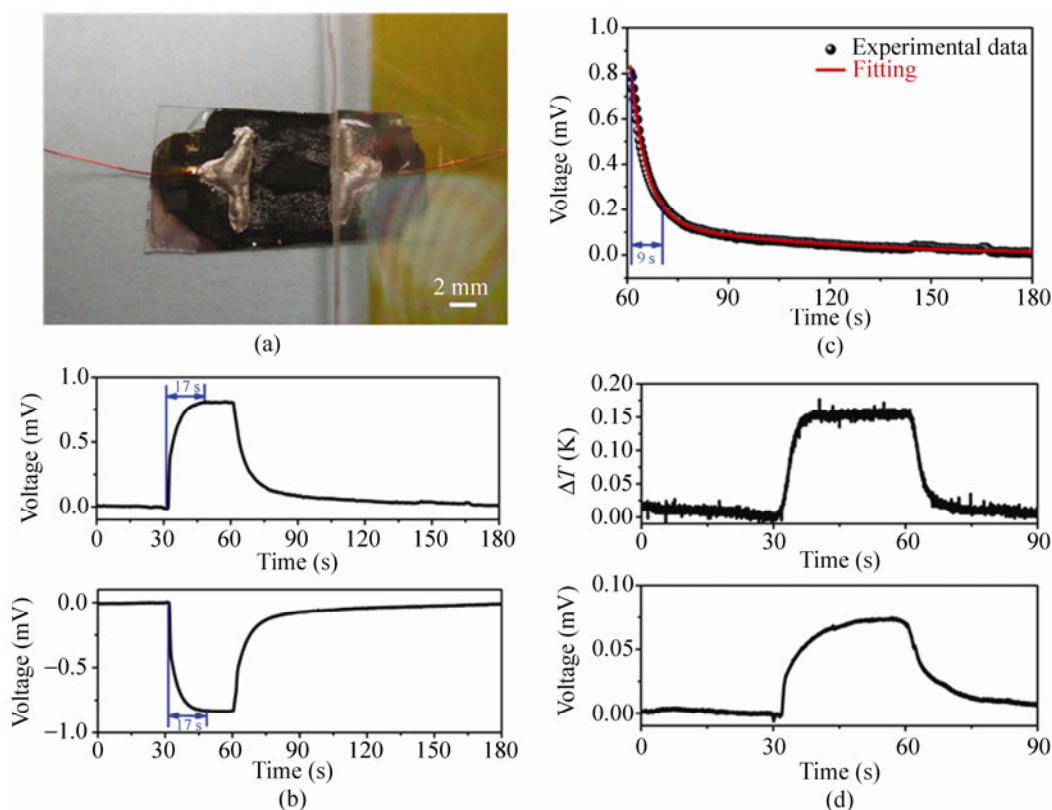 2 mm
(a)
Experimental data
Fitting
Voltage (mV)
1.0
0.8
0.6
0.4
0.2
0.0
9 s
60 90 120 150 180
Time (s)
(c)
Voltage (mV)
1.0
0.5
0.0
17 s
0 30 60 90 120 150 180
Time (s)
Voltage (mV)
0.0
−0.5
−1.0
17 s
0 30 60 90 120 150 180
Time (s)
(b)
ΔT (K)
0.20
0.15
0.10
0.05
0.00
0 30 60 90
Time (s)
Voltage (mV)
0.10
0.05
0.00
0 30 60 90
Time (s)
(d)